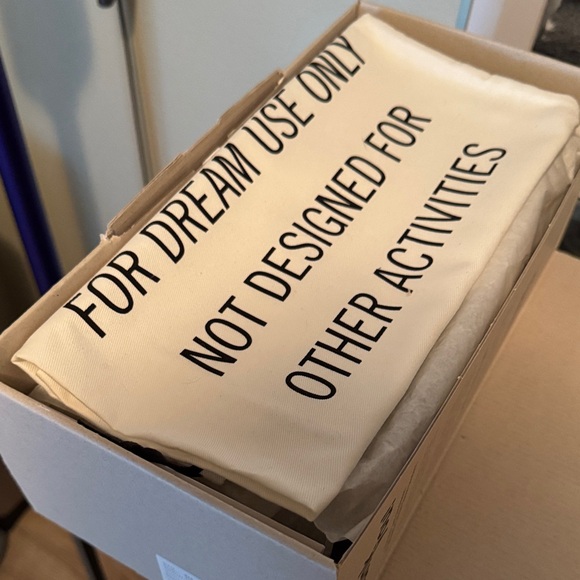 FOR DREAM USE ONLY
NOT DESIGNED FOR
OTHER ACTIVITIES